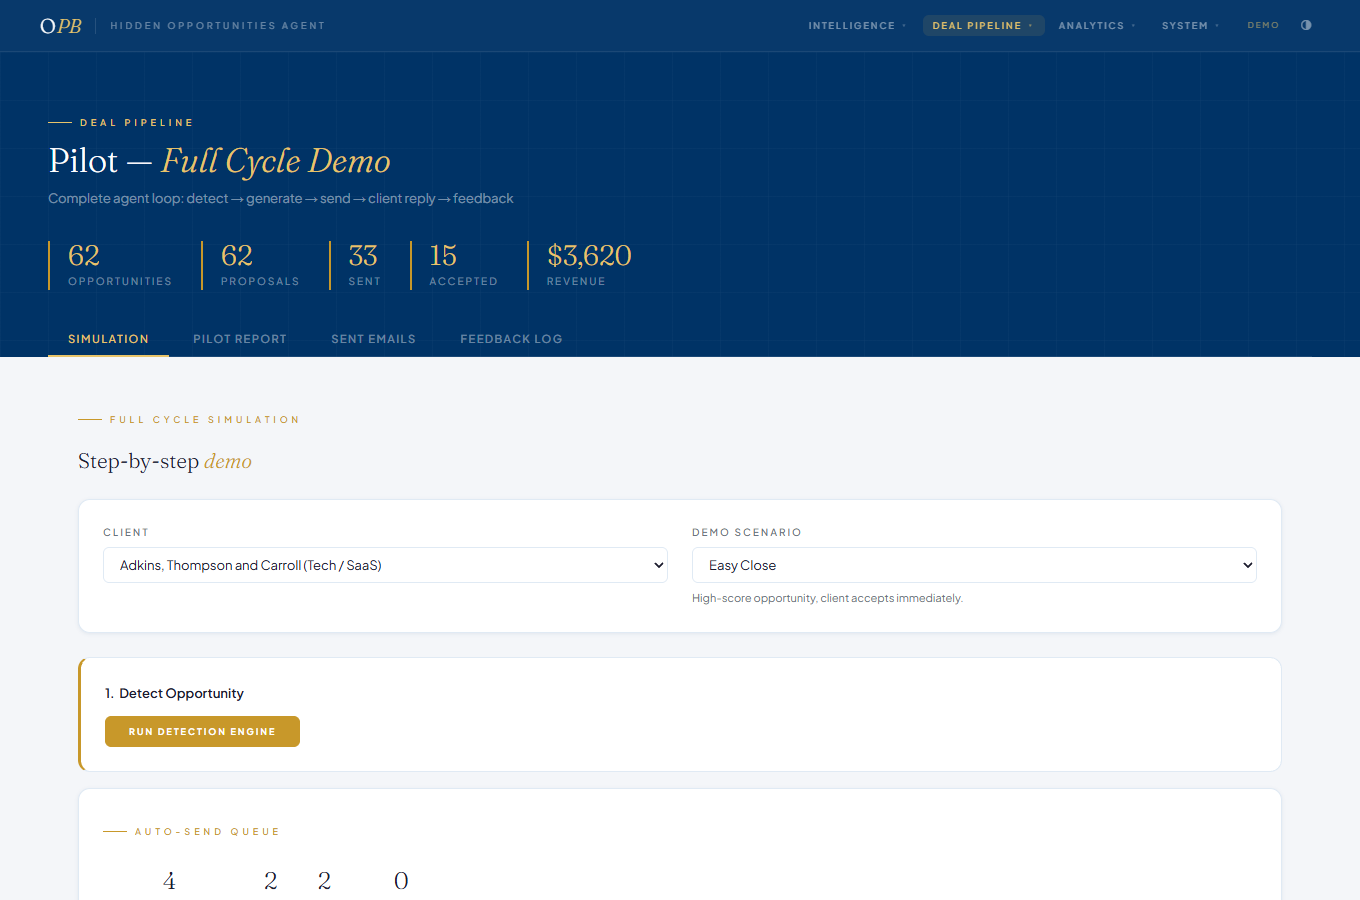 OPB HIDDEN OPPORTUNITIES AGENT INTELLIGENCE DEAL PIPELINE ANALYTICS SYSTEM DEMO
DEAL PIPELINE
Pilot — Full Cycle Demo
Complete agent loop: detect → generate → send → client reply → feedback
62 62 33 15 $3,620
OPPORTUNITIES PROPOSALS SENT ACCEPTED REVENUE
SIMULATION PILOT REPORT SENT EMAILS FEEDBACK LOG
FULL CYCLE SIMULATION
Step-by-step demo
CLIENT DEMO SCENARIO
Adkins, Thompson and Carroll (Tech / SaaS) Easy Close
High-score opportunity, client accepts immediately.
1. Detect Opportunity
RUN DETECTION ENGINE
AUTO-SEND QUEUE
4 2 2 0